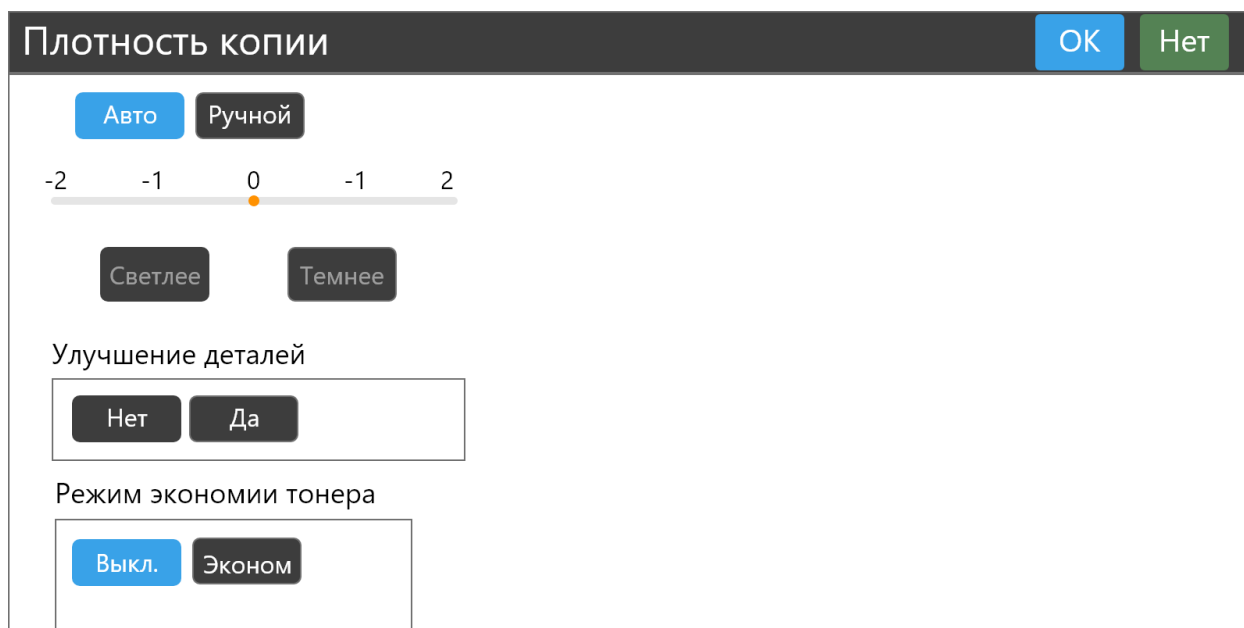 Плотность копии ОК Нет
Авто Ручной
-2 -1 0 -1 2
Светлее Темнее
Улучшение деталей
Нет Да
Режим экономии тонера
Выкл. Эконом